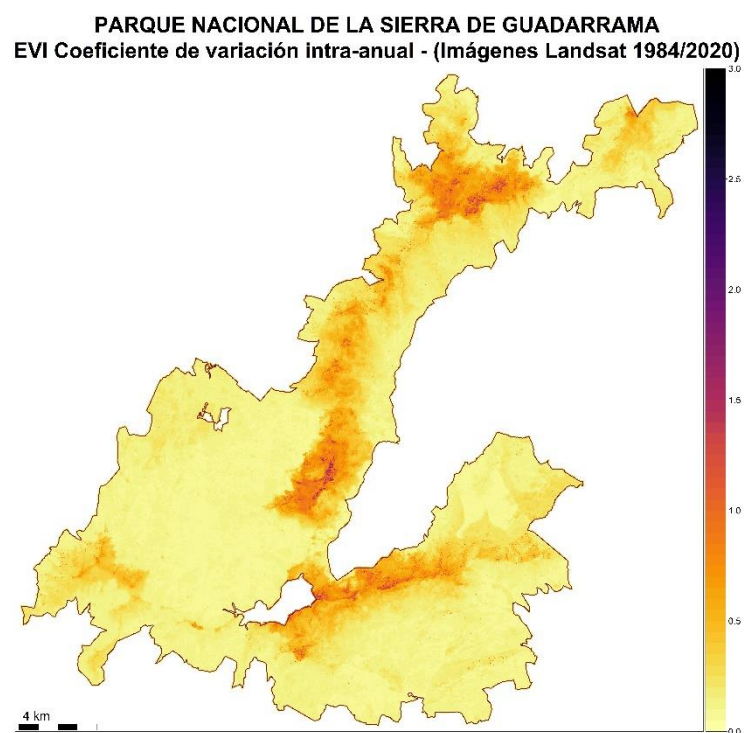 PARQUE NACIONAL DE LA SIERRA DE GUADARRAMA
EVI Coeficiente de variación intra-anual - (Imágenes Landsat 1984/2020)
3.0
2.5
2.0
1.5
1.0
0.5
0.0
4 km